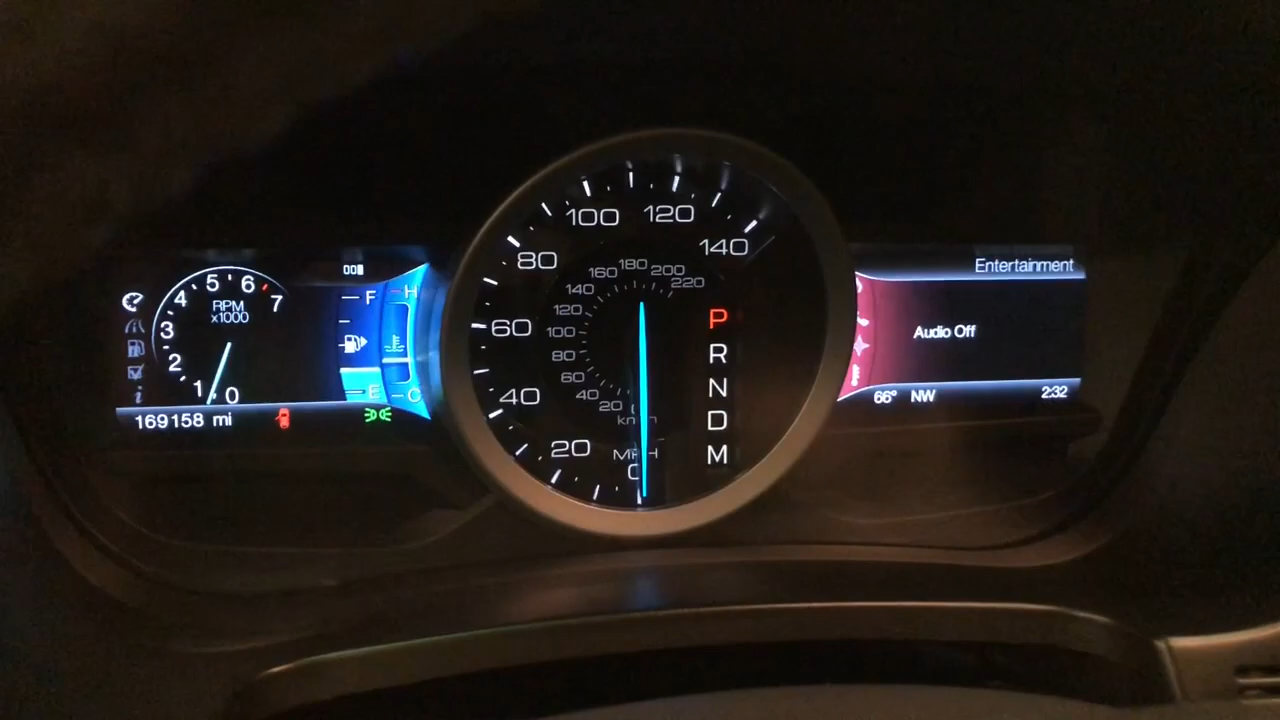 5 6
4 7
RPM
x1000
3
2
1 0
F H
E C
169158 mi
100 120
80 140
60
40
20
MPH
0
160 180 200
140 220
120
100
80
60
40
20 0
P
R
N
D
M
Entertainment
Audio Off
66° NW 2:32